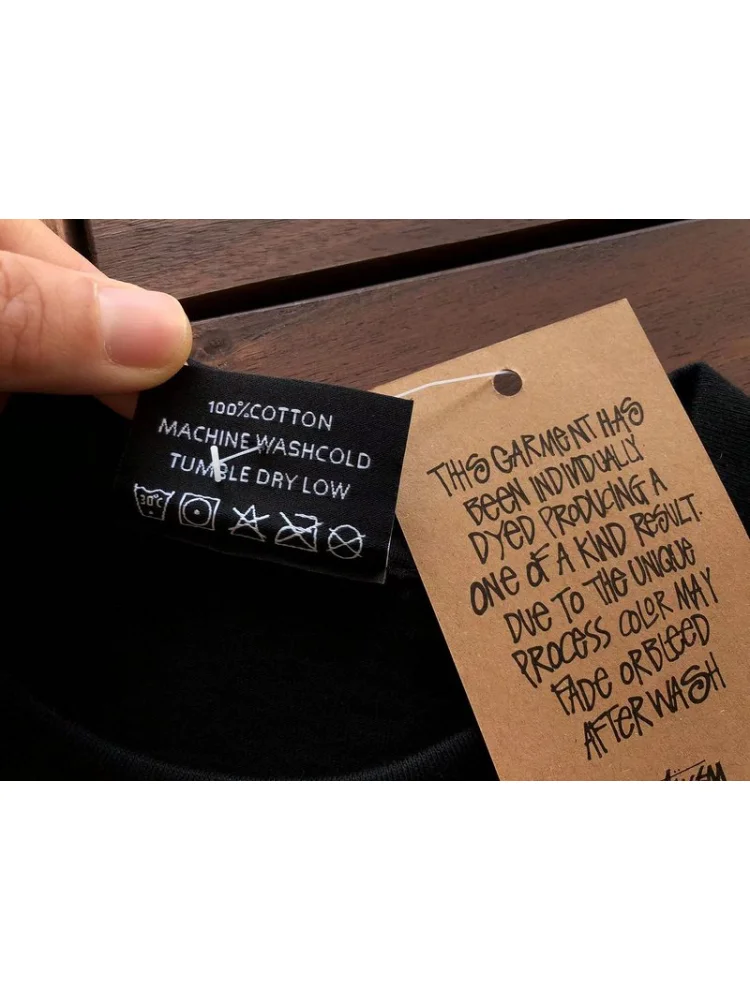 100%COTTON
MACHINE WASHCOLD
TUMBLE DRY LOW
30°C
THIS GARMENT HAS
BEEN INDIVIDUALLY
DYED PRODUCING A
ONE OF A KIND RESULT.
DUE TO THE UNIQUE
PROCESS COLOR MAY
FADE OR BLEED
AFTER WASH